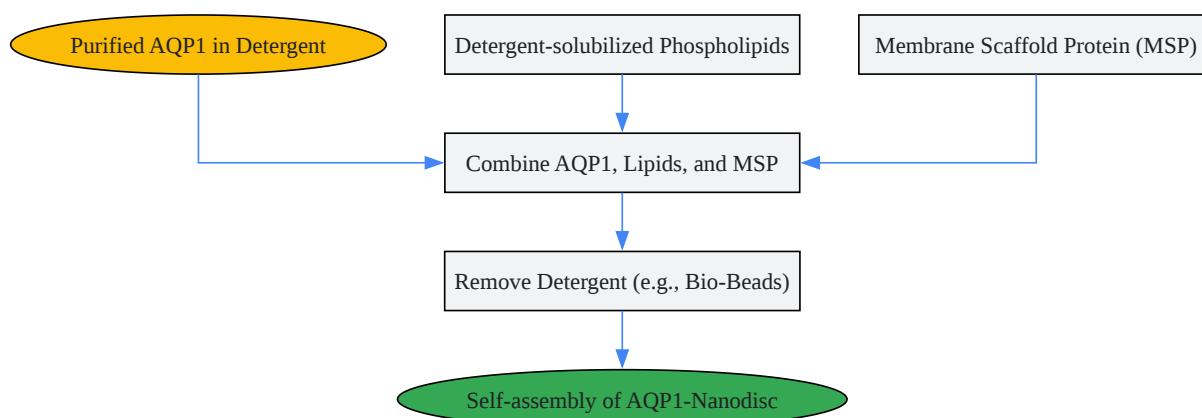 Purified AQP1 in Detergent
Detergent-solubilized Phospholipids
Membrane Scaffold Protein (MSP)
Combine AQP1, Lipids, and MSP
Remove Detergent (e.g., Bio-Beads)
Self-assembly of AQP1-Nanodisc